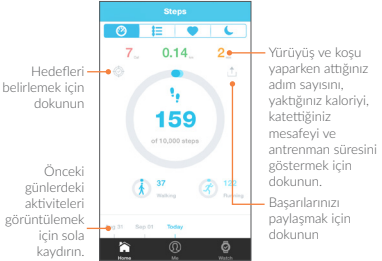 Steps
7
0.14
2
Hedefleri
belirlemek için
dokunun
Yürüyüş ve koşu
yaparken attığınız
adım sayısını,
yaktığınız kaloriyi,
katettiğiniz
mesafeyi ve
antrenman süresini
göstermek için
dokunun.
159
of 10,000 steps
37
Walking
122
Running
Başarılarınızı
paylaşmak için
dokunun
Önceki
günlerdeki
aktiviteleri
görüntülemek
için sola
kaydırın.
31
Sep 01
Today
Home
Me
Watch